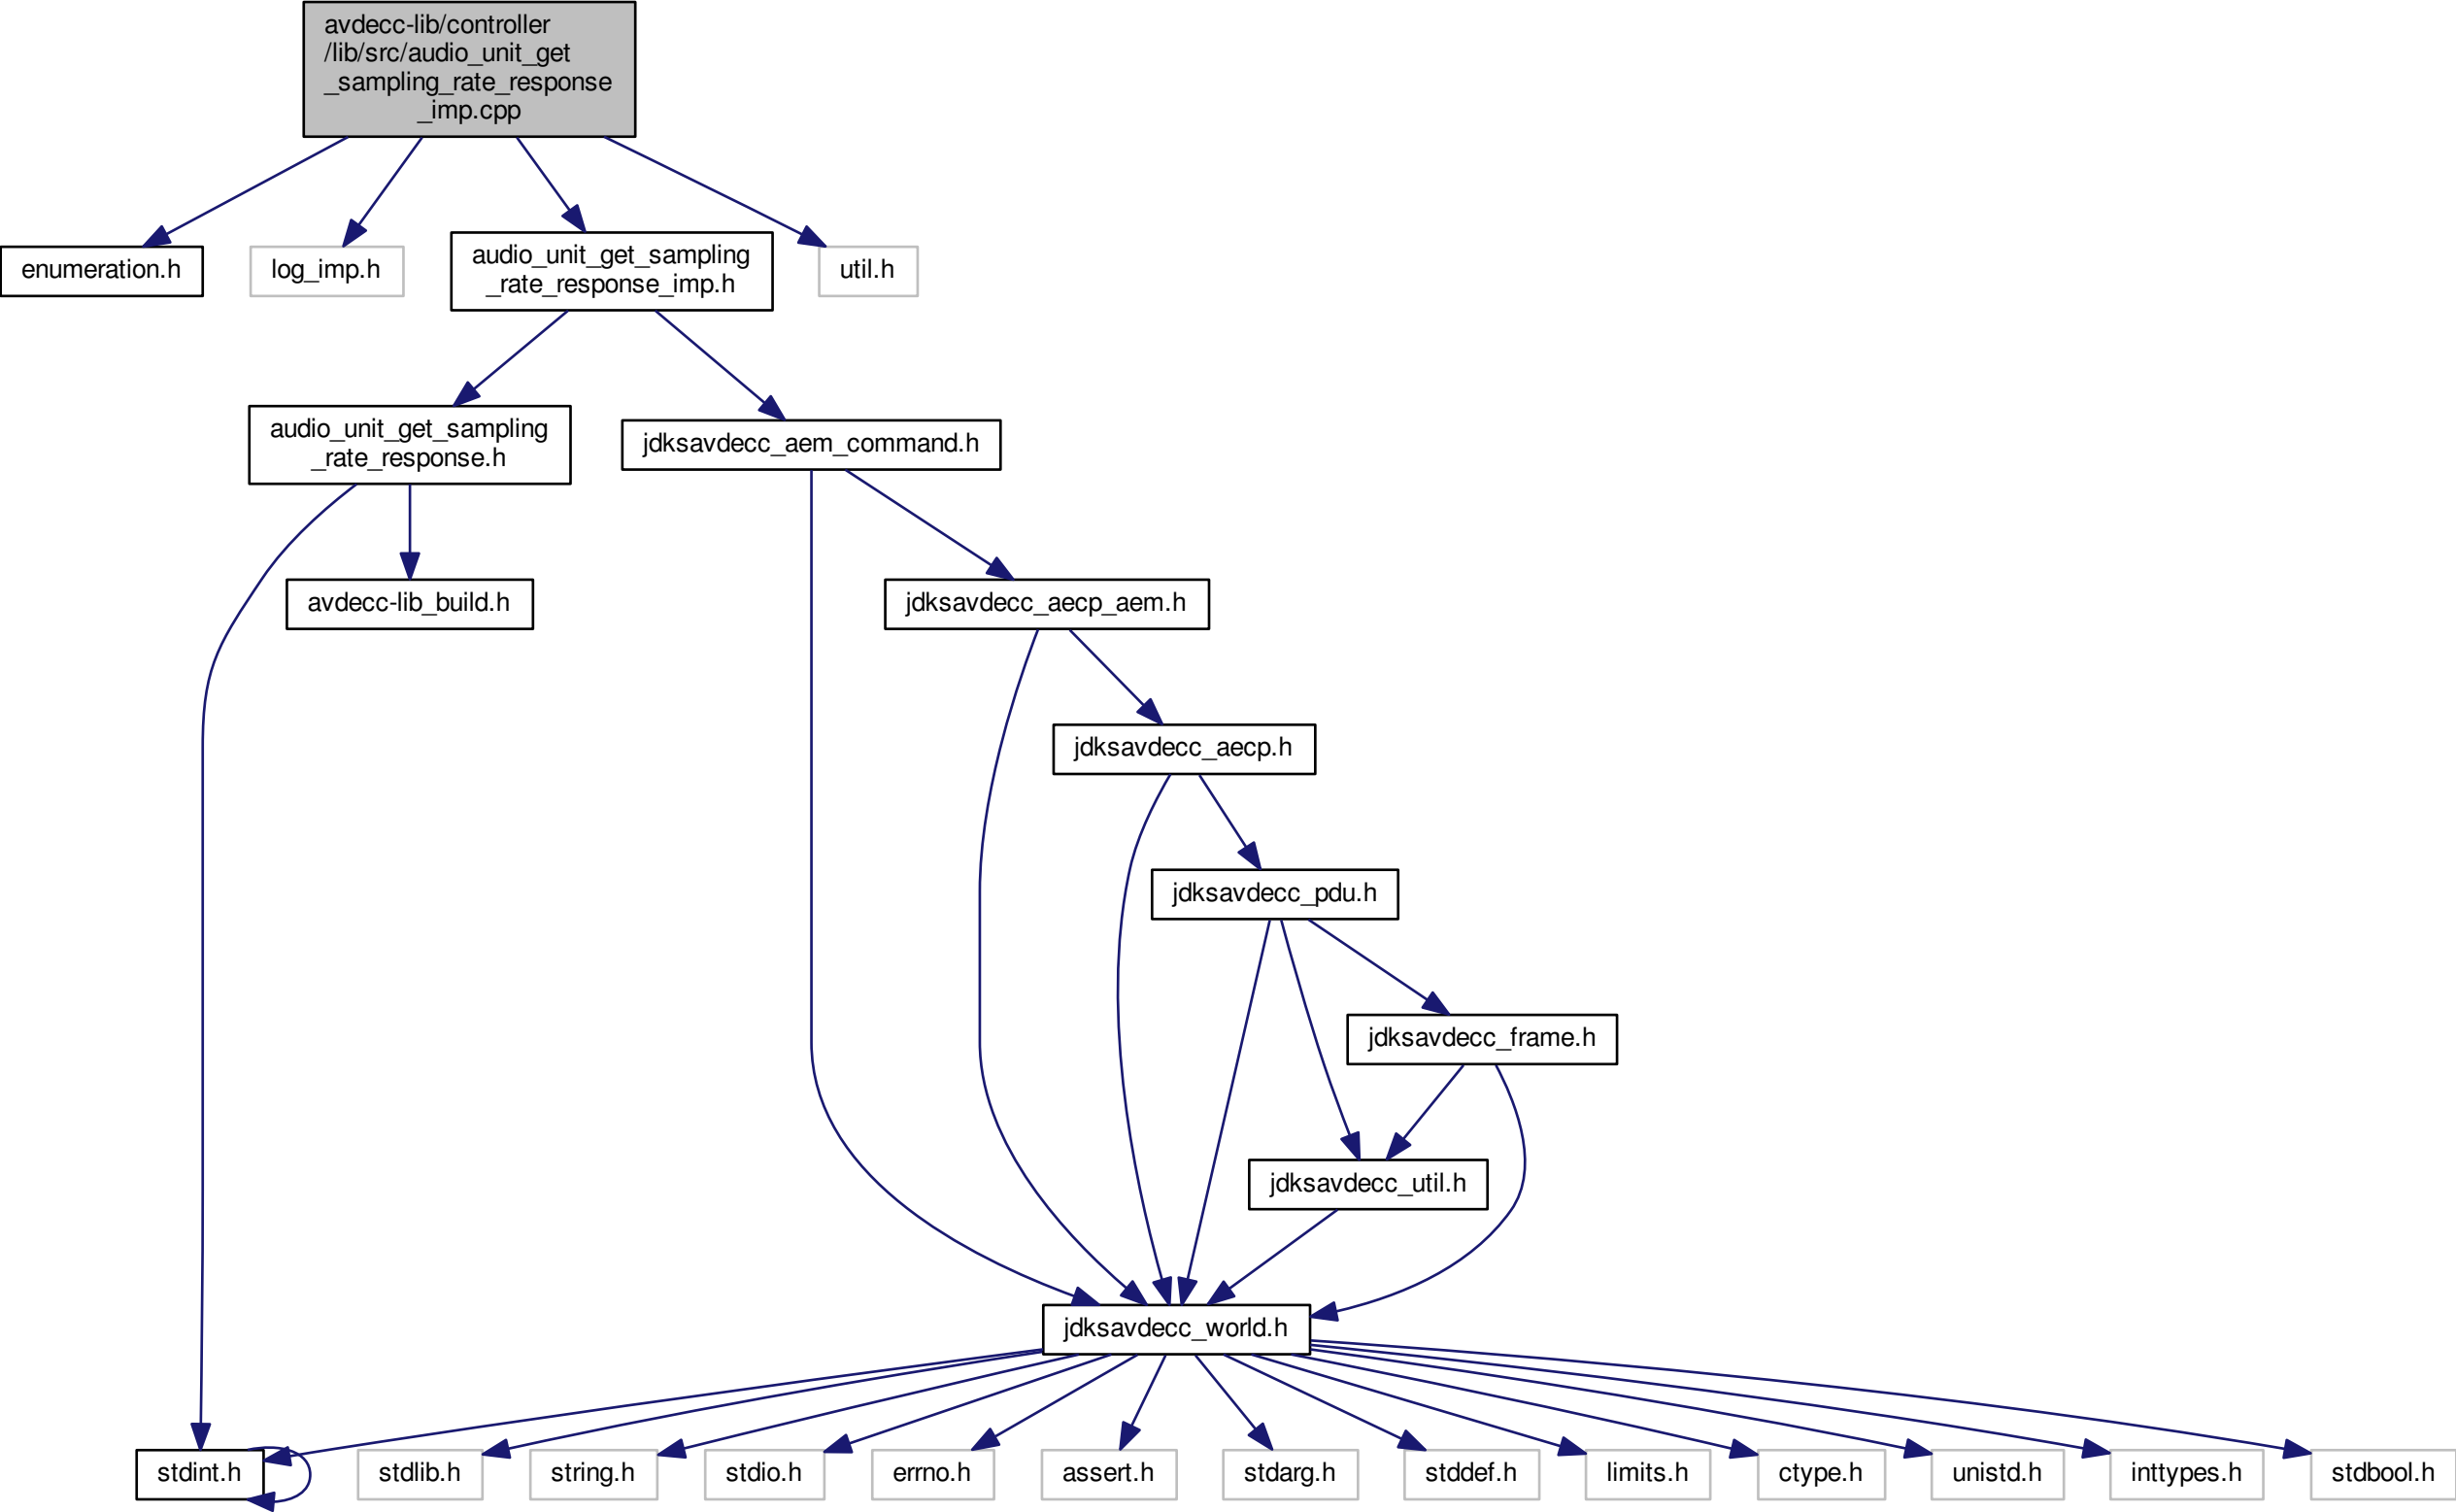 avdecc-lib/controller
/lib/src/audio_unit_get
_sampling_rate_response
_imp.cpp
enumeration.h
log_imp.h
audio_unit_get_sampling
_rate_response_imp.h
util.h
audio_unit_get_sampling
_rate_response.h
jdksavdecc_aem_command.h
avdecc-lib_build.h
jdksavdecc_aecp_aem.h
jdksavdecc_aecp.h
jdksavdecc_pdu.h
jdksavdecc_frame.h
jdksavdecc_util.h
jdksavdecc_world.h
stdint.h
stdlib.h
string.h
stdio.h
errno.h
assert.h
stdarg.h
stddef.h
limits.h
ctype.h
unistd.h
inttypes.h
stdbool.h